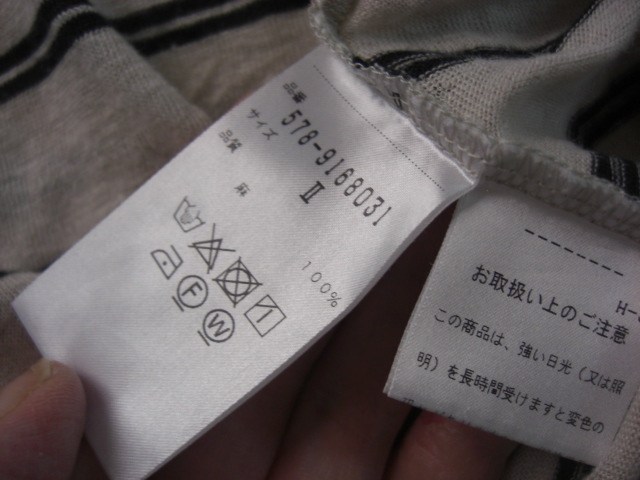 品番
578-9168031
サイズ
II
品質
麻
100%
F
W
お取扱い上のご注意
この商品は、強い日光(又は照
明)を長時間受けますと変色の